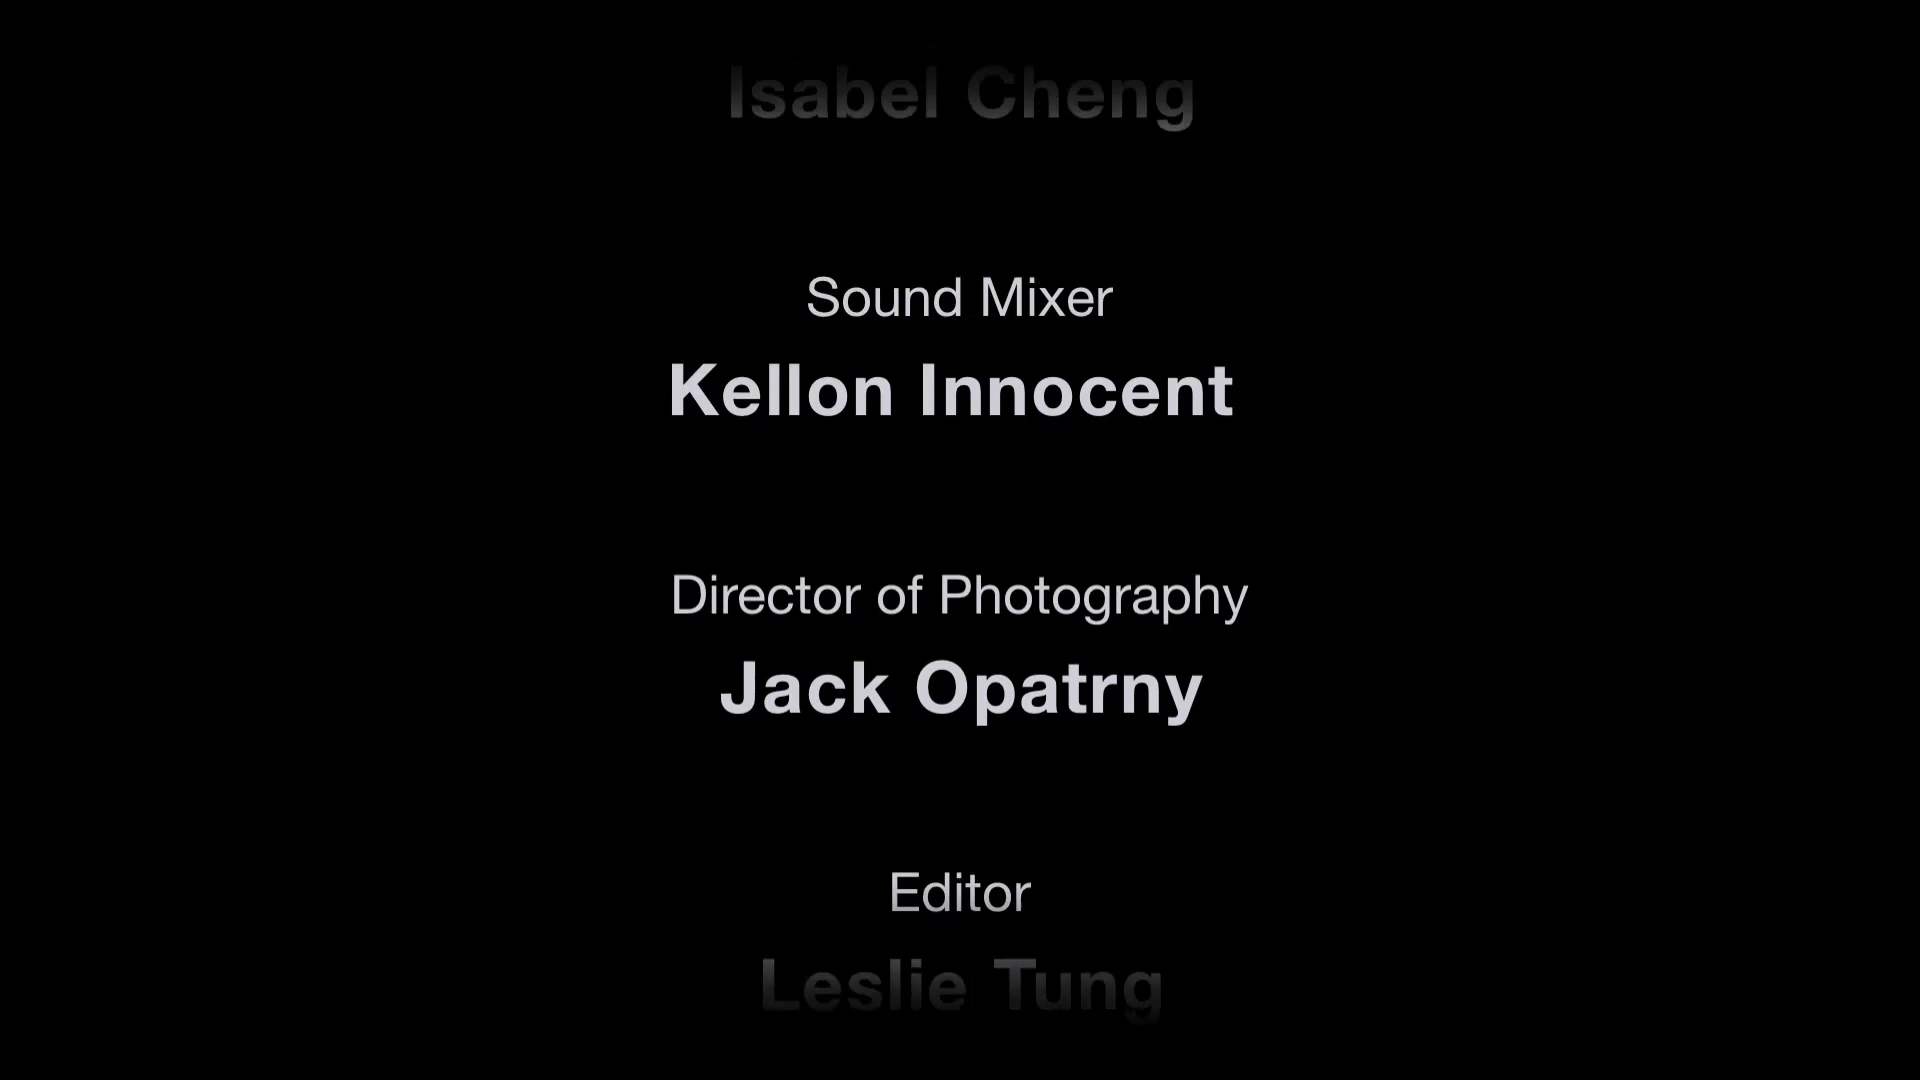 Isabel Cheng
Sound Mixer
Kellon Innocent
Director of Photography
Jack Opatrny
Editor
Leslie Tung